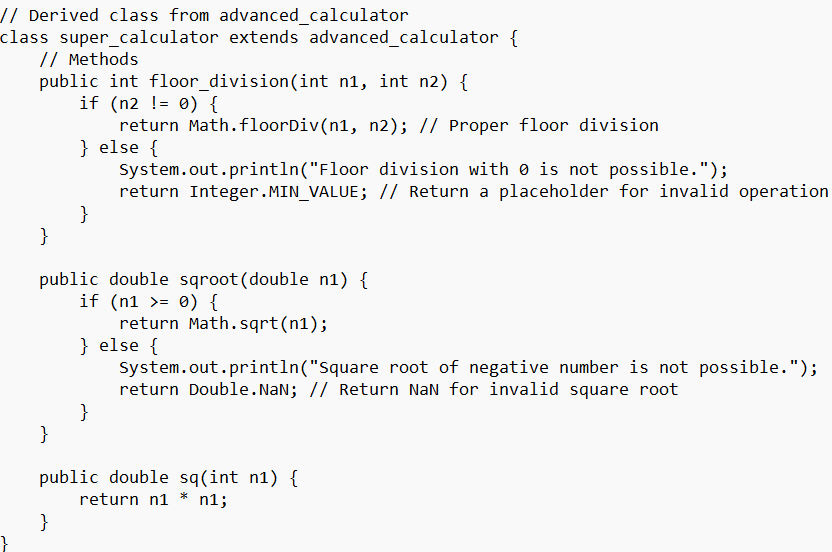 // Derived class from advanced_calculator
class super_calculator extends advanced_calculator {
    // Methods
    public int floor_division(int n1, int n2) {
        if (n2 != 0) {
            return Math.floorDiv(n1, n2); // Proper floor division
        } else {
            System.out.println("Floor division with 0 is not possible.");
            return Integer.MIN_VALUE; // Return a placeholder for invalid operation
        }
    }

    public double sqroot(double n1) {
        if (n1 >= 0) {
            return Math.sqrt(n1);
        } else {
            System.out.println("Square root of negative number is not possible.");
            return Double.NaN; // Return NaN for invalid square root
        }
    }

    public double sq(int n1) {
        return n1 * n1;
    }
}